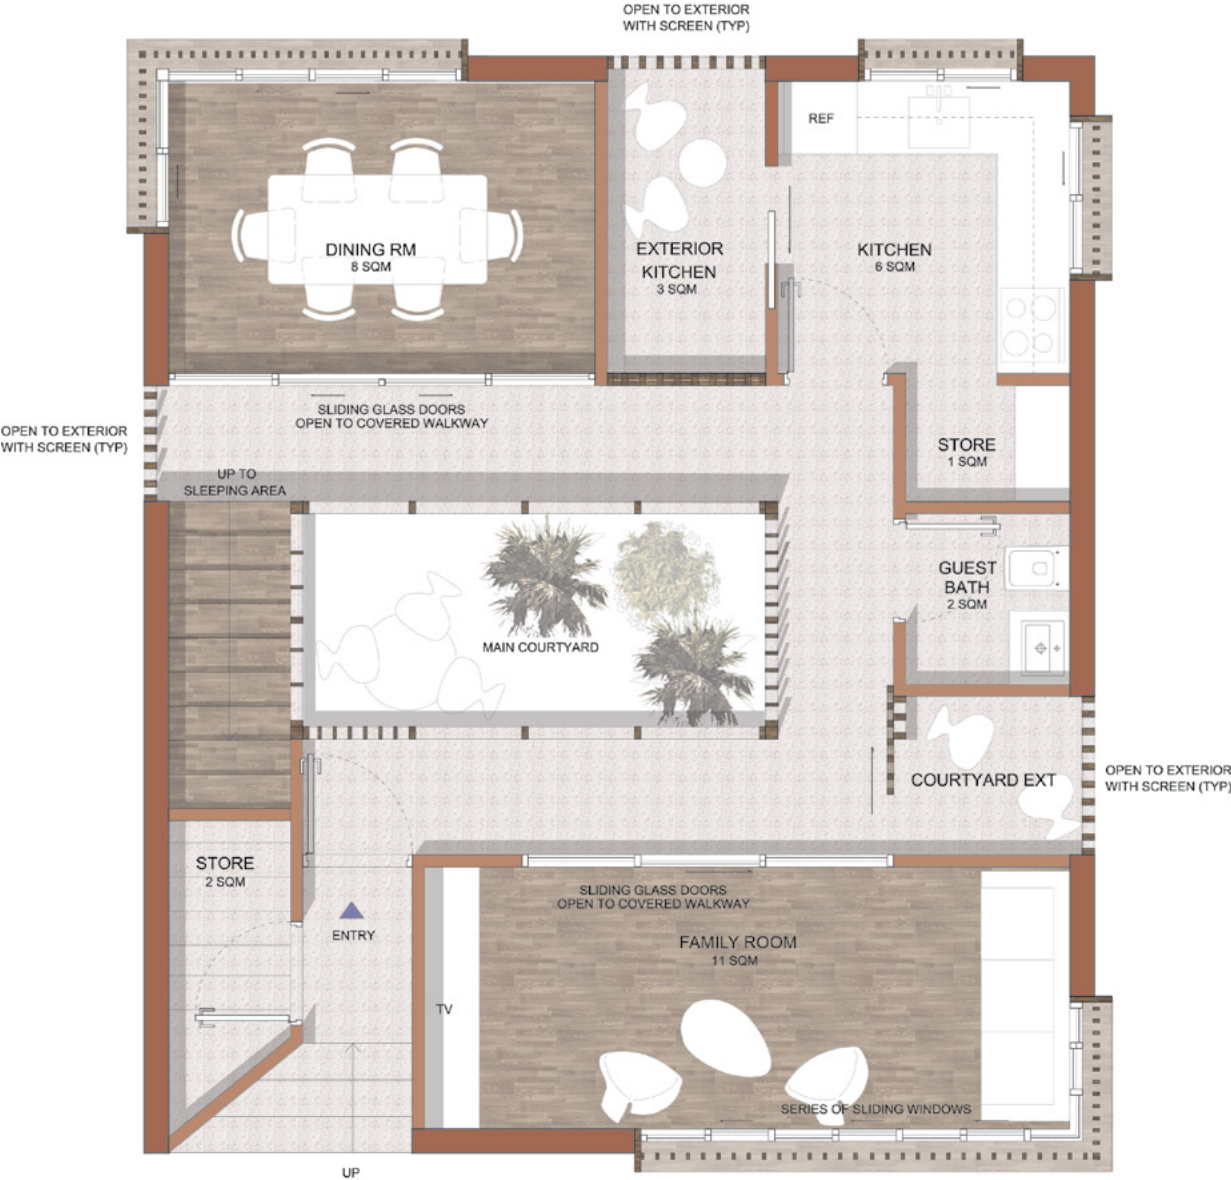 OPEN TO EXTERIOR
WITH SCREEN (TYP)
REF
DINING RM
8 SQM
EXTERIOR
KITCHEN
3 SQM
KITCHEN
6 SQM
SLIDING GLASS DOORS
OPEN TO COVERED WALKWAY
OPEN TO EXTERIOR
WITH SCREEN (TYP)
STORE
1 SQM
UP TO
SLEEPING AREA
GUEST
BATH
2 SQM
MAIN COURTYARD
COURTYARD EXT
OPEN TO EXTERIOR
WITH SCREEN (TYP)
STORE
2 SQM
SLIDING GLASS DOORS
OPEN TO COVERED WALKWAY
ENTRY
FAMILY ROOM
11 SQM
TV
SERIES OF SLIDING WINDOWS
UP